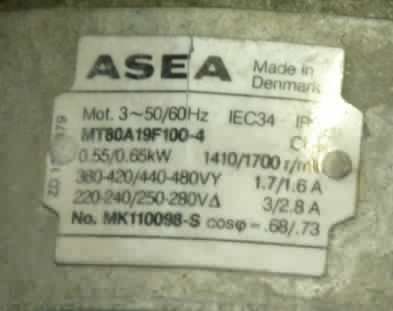 ASEA
Made in
Denmark
Mot. 3~50/60Hz IEC34
MT80A19F100-4
0.55/0.65kW 1410/1700
380-420/440-480VY 1.7/1.6 A
220-240/250-280VΔ 3/2.8 A
No. MK110098-S cosφ = .68/.73